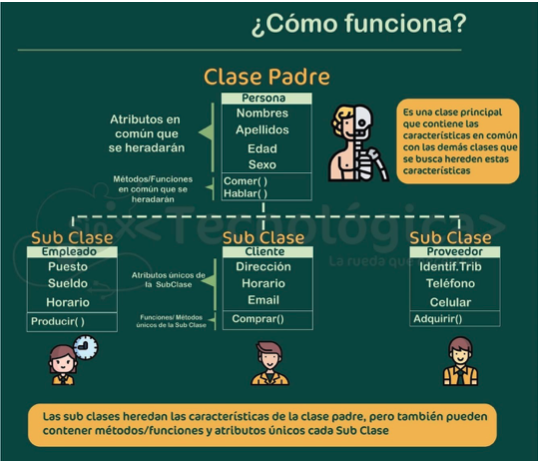 ¿Cómo funciona?
Clase Padre
Persona
Nombres
Apellidos
Edad
Sexo
Comer( )
Hablar( )
Atributos en
común que
se heradarán
Métodos/Funciones
en común que se
heradarán
Es una clase principal
que contiene las
características en común
con las demás clases que
se busca hereden estas
características
Tecnológica>
La rueda que
Sub Clase
Empleado
Puesto
Sueldo
Horario
Producir( )
Atributos únicos de
la SubClase
Funciones/ Métodos
únicos de la Sub Clase
Sub Clase
Cliente
Dirección
Horario
Email
Comprar()
Sub Clase
Proveedor
Identif.Trib
Teléfono
Celular
Adquirir()
Las sub clases heredan las características de la clase padre, pero también pueden
contener métodos/funciones y atributos únicos cada Sub Clase